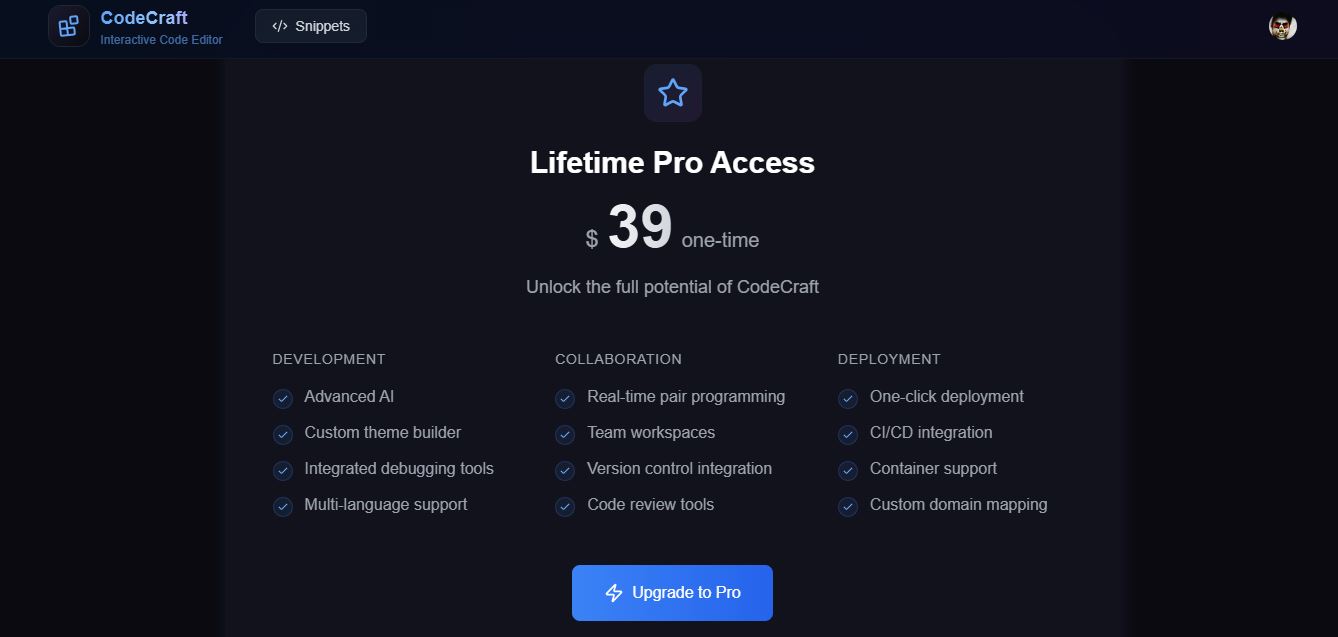 CodeCraft
Interactive Code Editor
</> Snippets
Lifetime Pro Access
$ 39 one-time
Unlock the full potential of CodeCraft
DEVELOPMENT
Advanced AI
Custom theme builder
Integrated debugging tools
Multi-language support
COLLABORATION
Real-time pair programming
Team workspaces
Version control integration
Code review tools
DEPLOYMENT
One-click deployment
CI/CD integration
Container support
Custom domain mapping
Upgrade to Pro